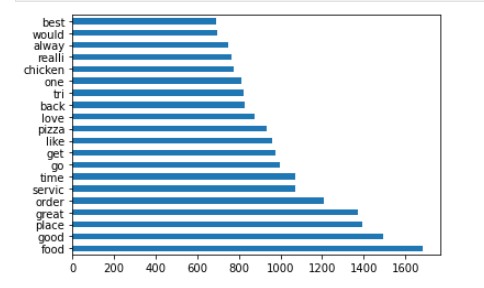 best
would
alway
realli
chicken
one
tri
back
love
pizza
like
get
go
time
servic
order
great
place
good
food
0 200 400 600 800 1000 1200 1400 1600